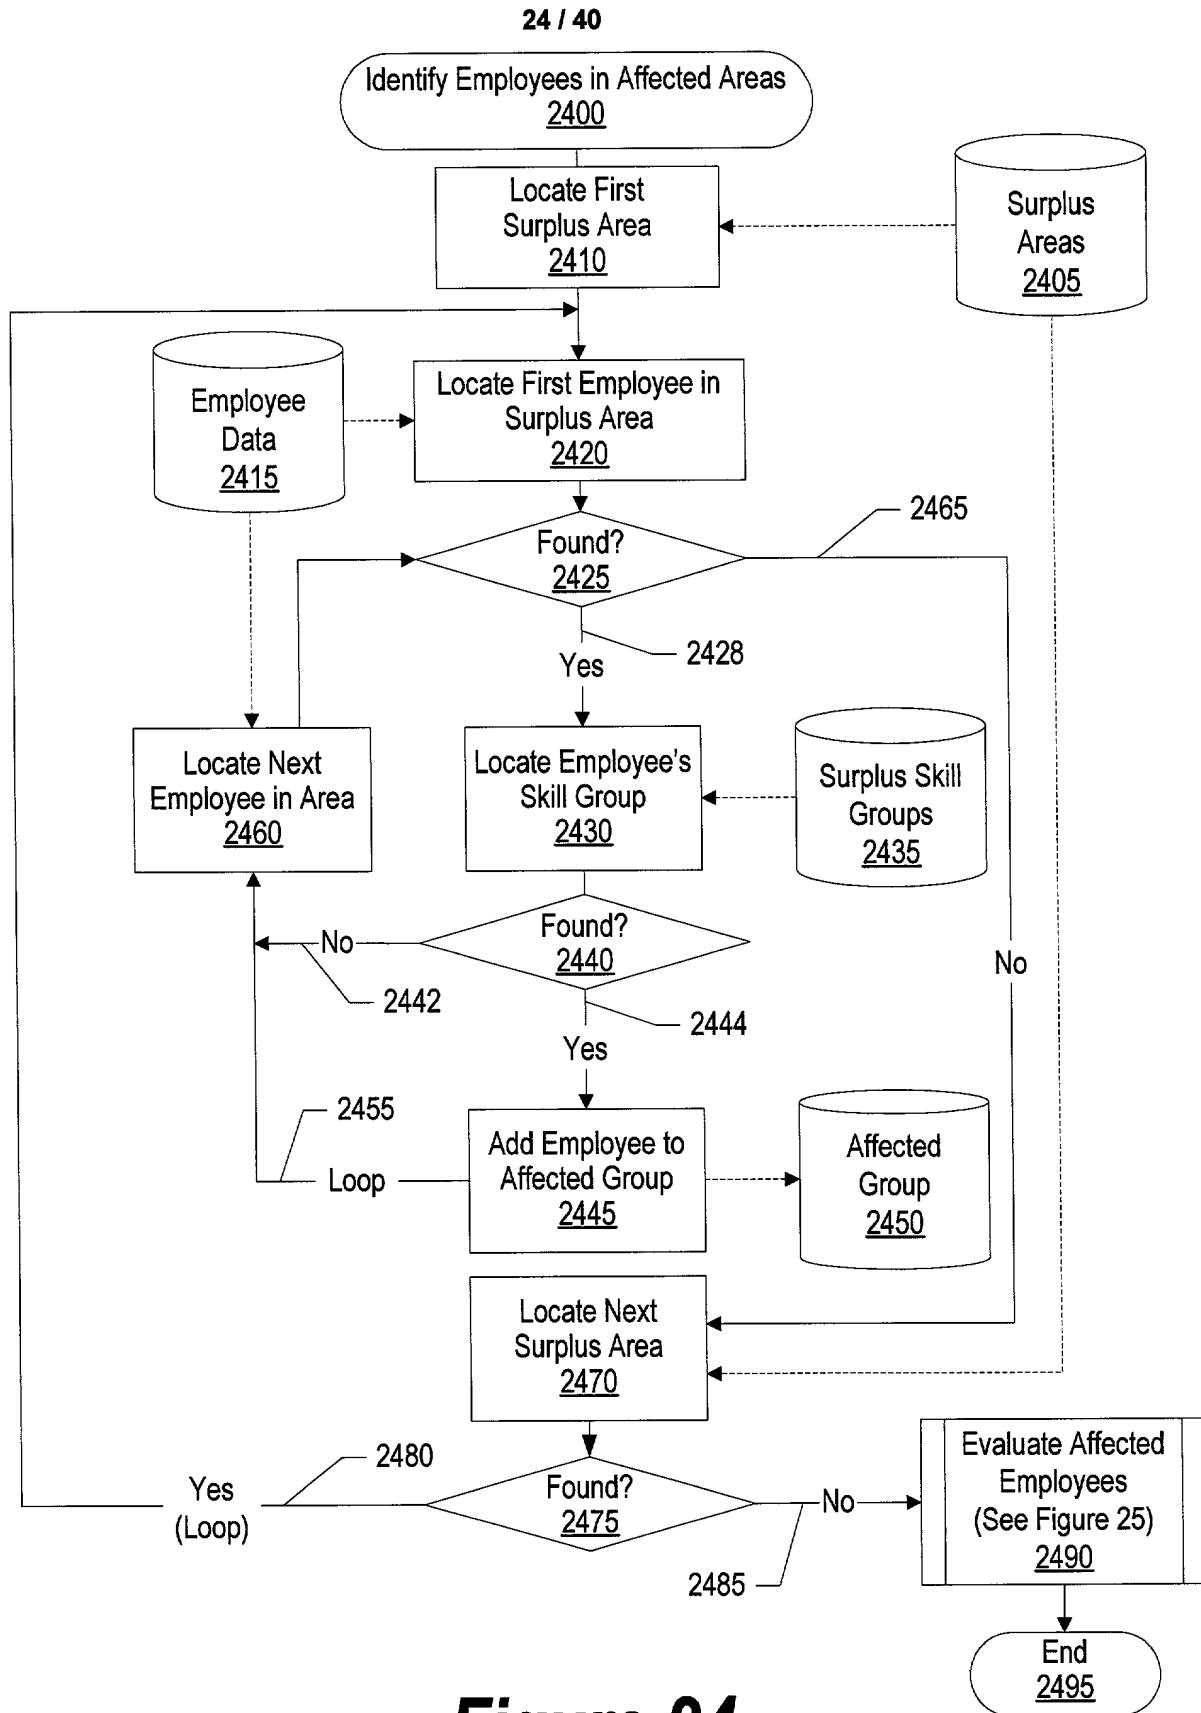 24 / 40
Identify Employees in Affected Areas
2400
Locate First
Surplus Area
2410
Surplus
Areas
2405
Employee
Data
2415
Locate First Employee in
Surplus Area
2420
Found?
2425
2465
2428
Yes
Locate Next
Employee in Area
2460
Locate Employee's
Skill Group
2430
Surplus Skill
Groups
2435
Found?
2440
No
No
2442
2444
Yes
2455
Loop
Add Employee to
Affected Group
2445
Affected
Group
2450
Locate Next
Surplus Area
2470
2480
Yes
(Loop)
Found?
2475
No
2485
Evaluate Affected
Employees
(See Figure 25)
2490
End
2495
Figure 24